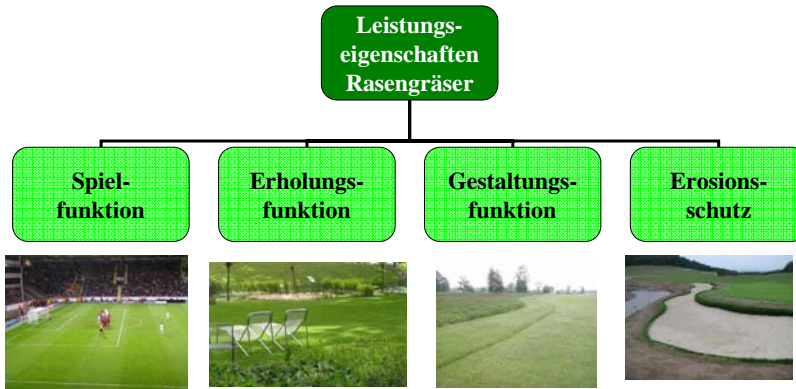 Leistungs-
eigenschaften
Rasengräser
Spiel-
funktion
Erholungs-
funktion
Gestaltungs-
funktion
Erosions-
schutz